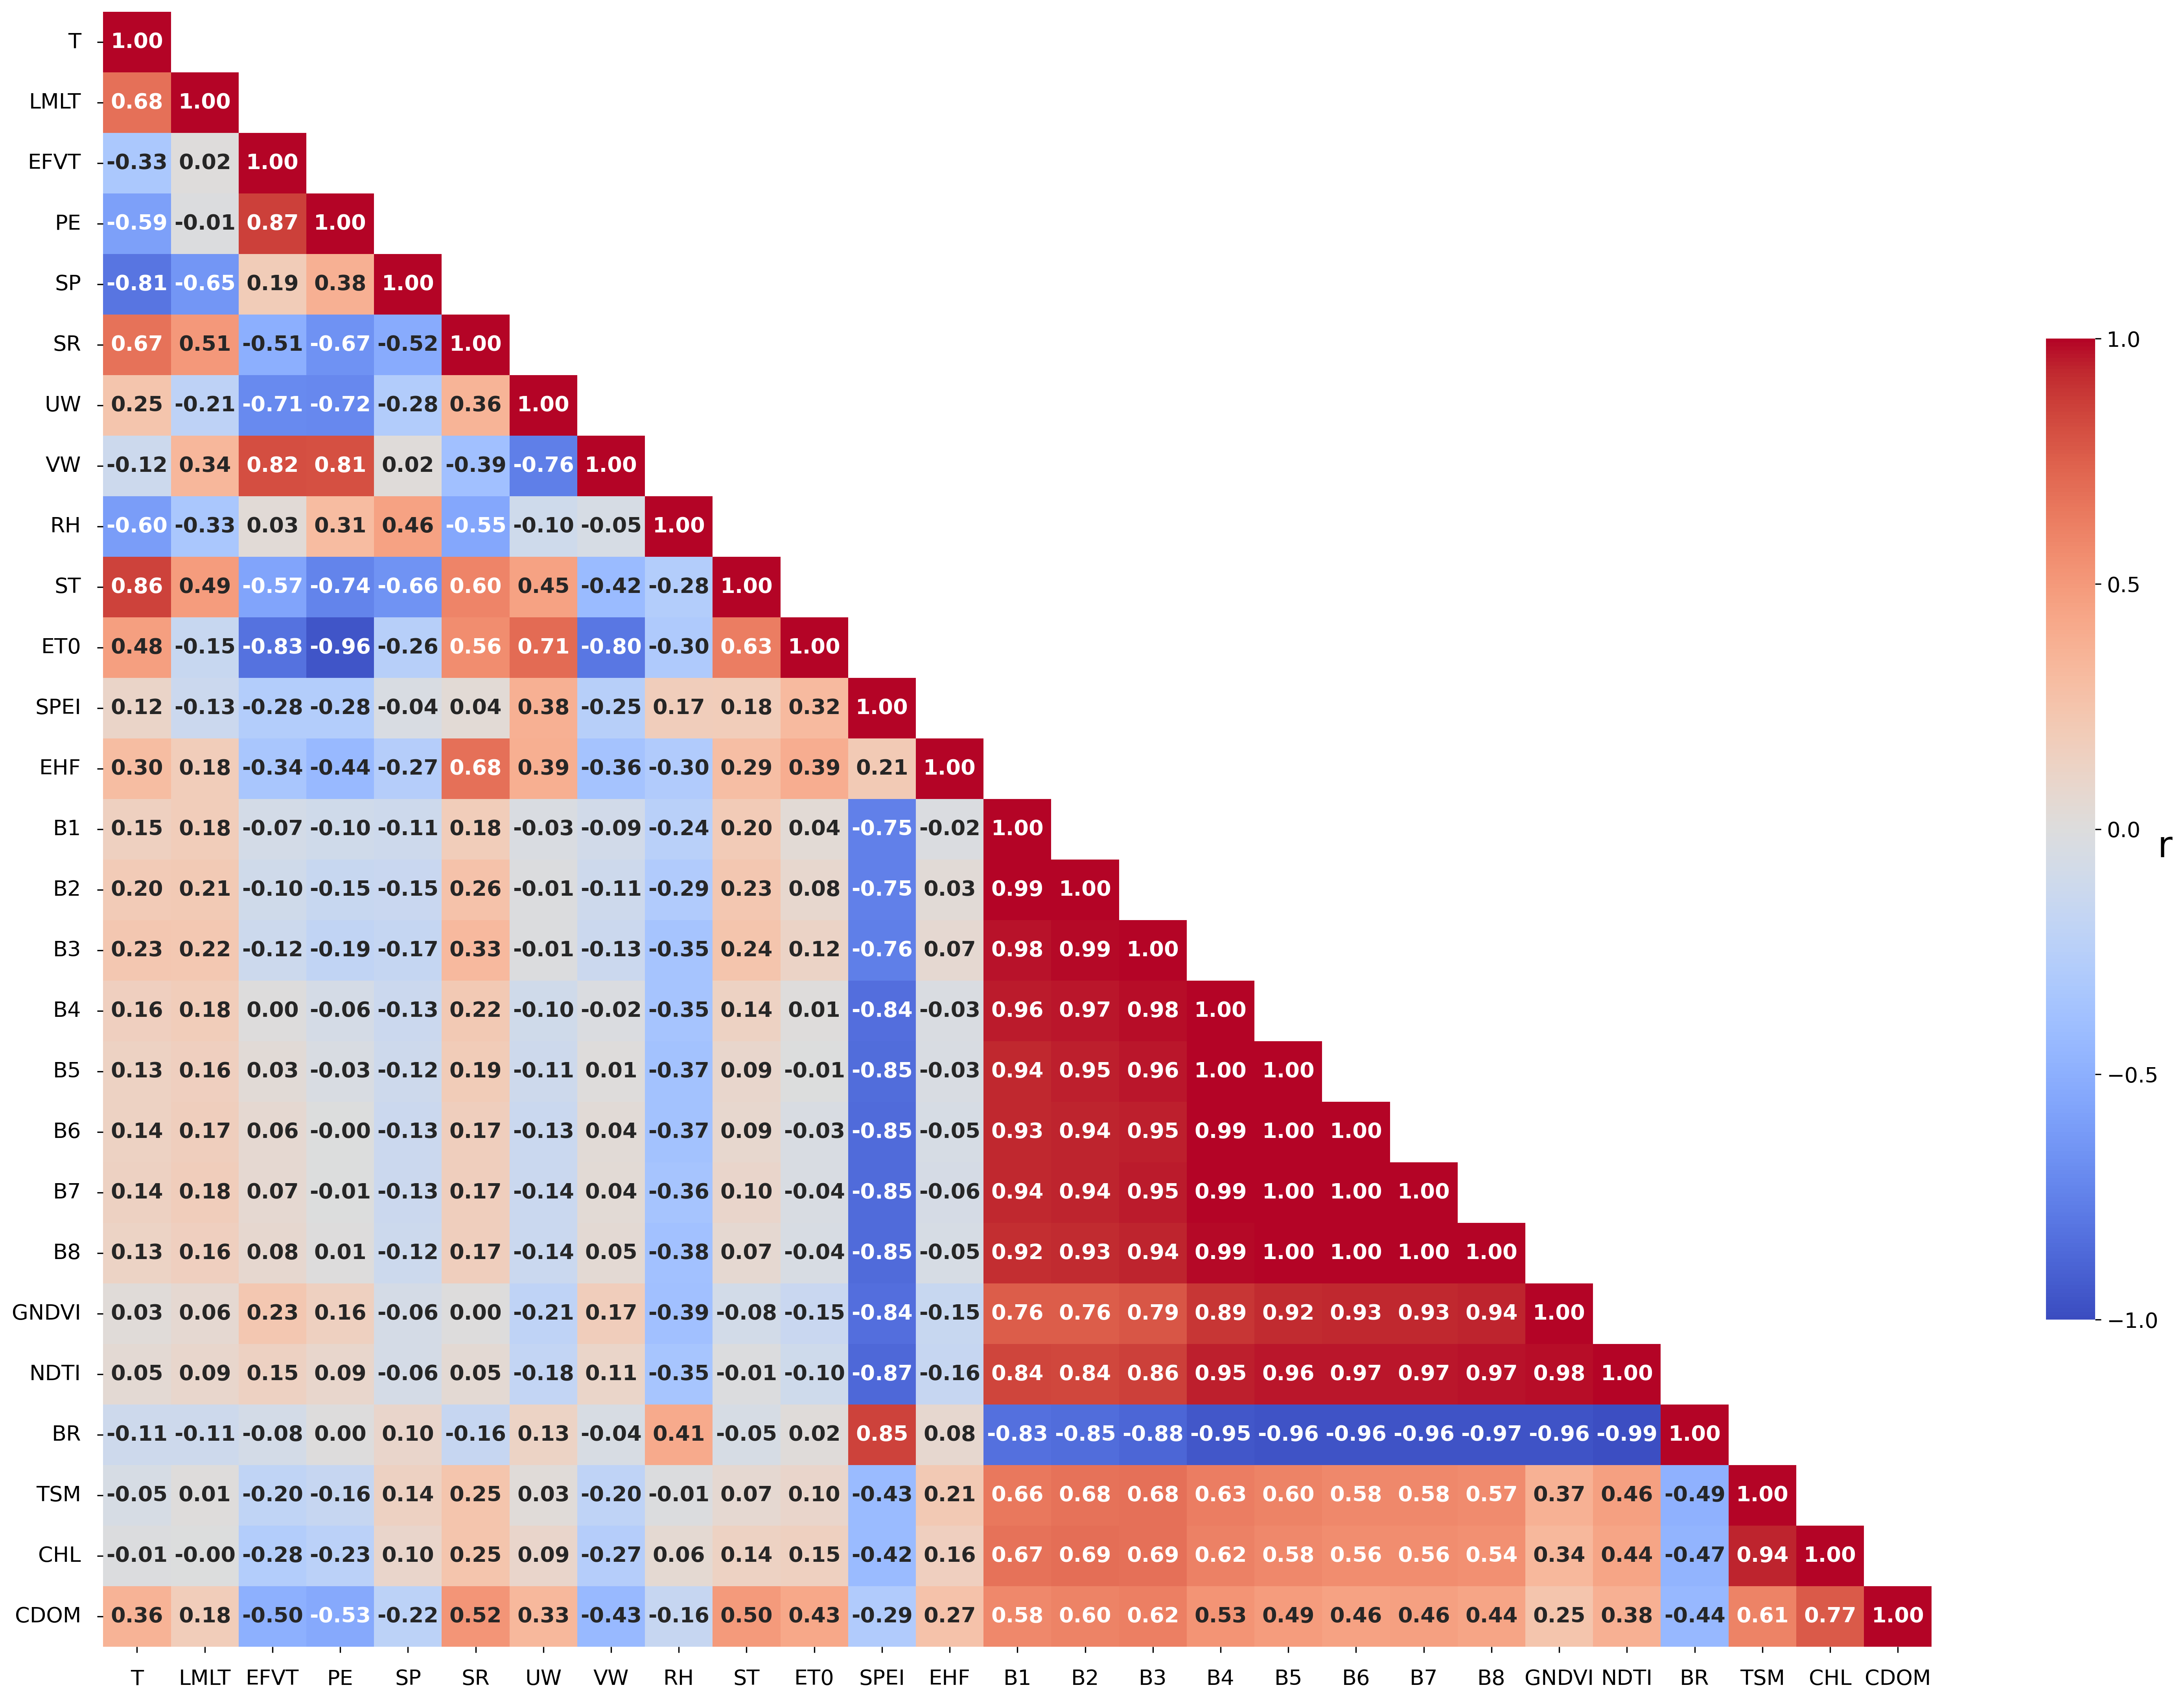 T 1.00
LMLT 0.68 1.00
EFVT -0.33 0.02 1.00
PE -0.59 -0.01 0.87 1.00
SP -0.81 -0.65 0.19 0.38 1.00
SR 0.67 0.51 -0.51 -0.67 -0.52 1.00
UW 0.25 -0.21 -0.71 -0.72 -0.28 0.36 1.00
VW -0.12 0.34 0.82 0.81 0.02 -0.39 -0.76 1.00
RH -0.60 -0.33 0.03 0.31 0.46 -0.55 -0.10 -0.05 1.00
ST 0.86 0.49 -0.57 -0.74 -0.66 0.60 0.45 -0.42 -0.28 1.00
ET0 0.48 -0.15 -0.83 -0.96 -0.26 0.56 0.71 -0.80 -0.30 0.63 1.00
SPEI 0.12 -0.13 -0.28 -0.28 -0.04 0.04 0.38 -0.25 0.17 0.18 0.32 1.00
EHF 0.30 0.18 -0.34 -0.44 -0.27 0.68 0.39 -0.36 -0.30 0.29 0.39 0.21 1.00
B1 0.15 0.18 -0.07 -0.10 -0.11 0.18 -0.03 -0.09 -0.24 0.20 0.04 -0.75 -0.02 1.00
B2 0.20 0.21 -0.10 -0.15 -0.15 0.26 -0.01 -0.11 -0.29 0.23 0.08 -0.75 0.03 0.99 1.00
B3 0.23 0.22 -0.12 -0.19 -0.17 0.33 -0.01 -0.13 -0.35 0.24 0.12 -0.76 0.07 0.98 0.99 1.00
B4 0.16 0.18 0.00 -0.06 -0.13 0.22 -0.10 -0.02 -0.35 0.14 0.01 -0.84 -0.03 0.96 0.97 0.98 1.00
B5 0.13 0.16 0.03 -0.03 -0.12 0.19 -0.11 0.01 -0.37 0.09 -0.01 -0.85 -0.03 0.94 0.95 0.96 1.00 1.00
B6 0.14 0.17 0.06 -0.00 -0.13 0.17 -0.13 0.04 -0.37 0.09 -0.03 -0.85 -0.05 0.93 0.94 0.95 0.99 1.00 1.00
B7 0.14 0.18 0.07 -0.01 -0.13 0.17 -0.14 0.04 -0.36 0.10 -0.04 -0.85 -0.06 0.94 0.94 0.95 0.99 1.00 1.00 1.00
B8 0.13 0.16 0.08 0.01 -0.12 0.17 -0.14 0.05 -0.38 0.07 -0.04 -0.85 -0.05 0.92 0.93 0.94 0.99 1.00 1.00 1.00 1.00
GNDVI 0.03 0.06 0.23 0.16 -0.06 0.00 -0.21 0.17 -0.39 -0.08 -0.15 -0.84 -0.15 0.76 0.76 0.79 0.89 0.92 0.93 0.93 0.94 1.00
NDTI 0.05 0.09 0.15 0.09 -0.06 0.05 -0.18 0.11 -0.35 -0.01 -0.10 -0.87 -0.16 0.84 0.84 0.86 0.95 0.96 0.97 0.97 0.97 0.98 1.00
BR -0.11 -0.11 -0.08 0.00 0.10 -0.16 0.13 -0.04 0.41 -0.05 0.02 0.85 0.08 -0.83 -0.85 -0.88 -0.95 -0.96 -0.96 -0.96 -0.97 -0.96 -0.99 1.00
TSM -0.05 0.01 -0.20 -0.16 0.14 0.25 0.03 -0.20 -0.01 0.07 0.10 -0.43 0.21 0.66 0.68 0.68 0.63 0.60 0.58 0.58 0.57 0.37 0.46 -0.49 1.00
CHL -0.01 -0.00 -0.28 -0.23 0.10 0.25 0.09 -0.27 0.06 0.14 0.15 -0.42 0.16 0.67 0.69 0.69 0.62 0.58 0.56 0.56 0.54 0.34 0.44 -0.47 0.94 1.00
CDOM 0.36 0.18 -0.50 -0.53 -0.22 0.52 0.33 -0.43 -0.16 0.50 0.43 -0.29 0.27 0.58 0.60 0.62 0.53 0.49 0.46 0.46 0.44 0.25 0.38 -0.44 0.61 0.77 1.00
T LMLT EFVT PE SP SR UW VW RH ST ET0 SPEI EHF B1 B2 B3 B4 B5 B6 B7 B8 GNDVI NDTI BR TSM CHL CDOM
1.0
0.5
0.0
−0.5
−1.0
r